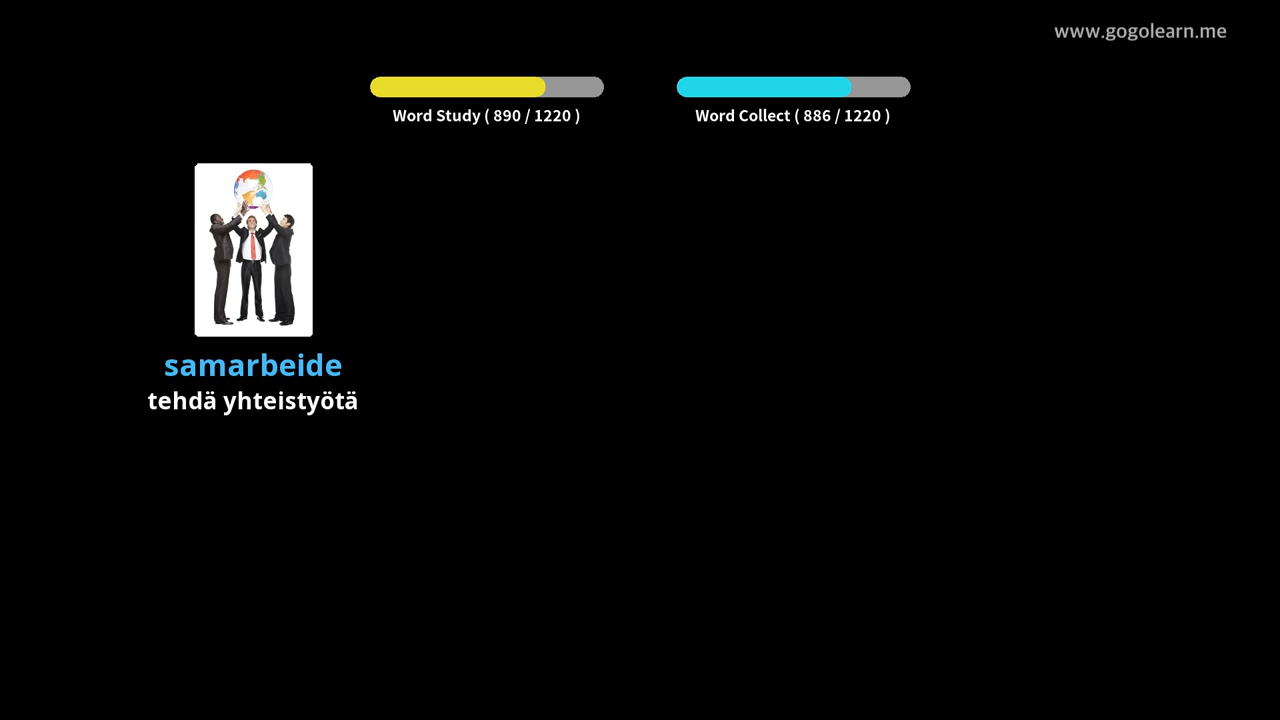 www.gogolearn.me
Word Study ( 890 / 1220 )
Word Collect ( 886 / 1220 )
samarbeide
tehdä yhteistyötä